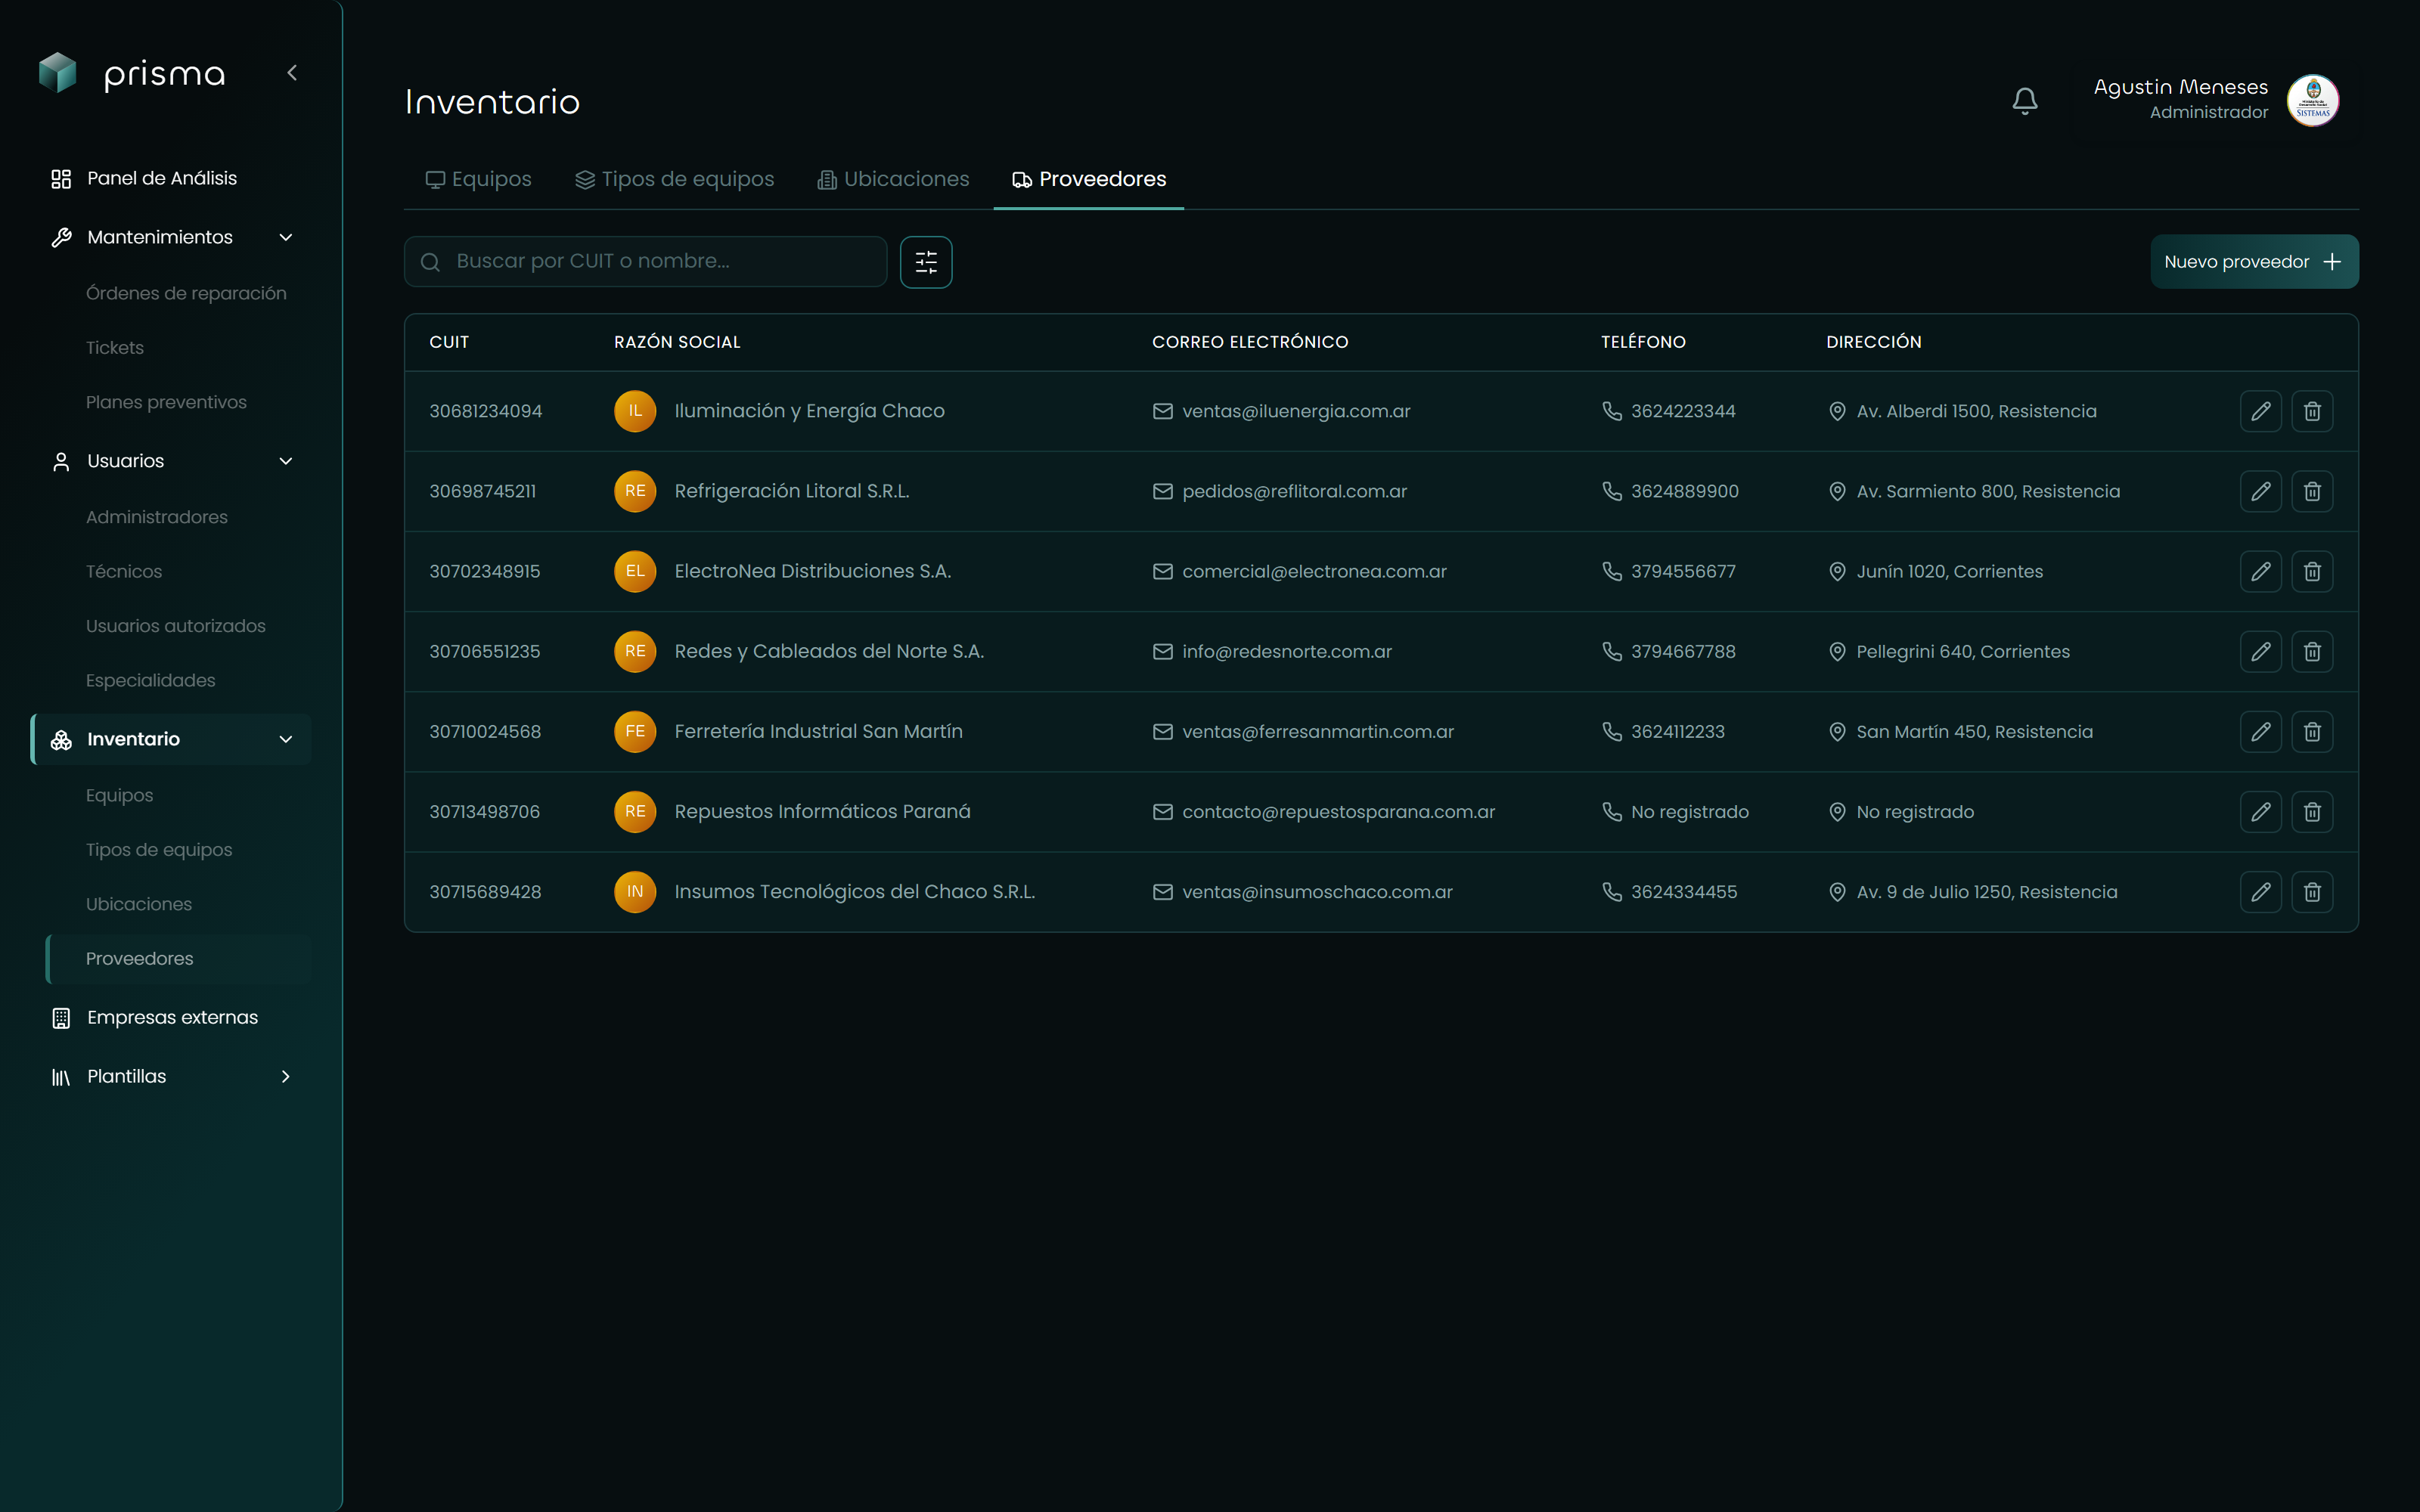 prisma
Panel de Análisis
Mantenimientos
Órdenes de reparación
Tickets
Planes preventivos
Usuarios
Administradores
Técnicos
Usuarios autorizados
Especialidades
Inventario
Equipos
Tipos de equipos
Ubicaciones
Proveedores
Empresas externas
Plantillas
Inventario
Agustin Meneses
Administrador
SISTEMAS
Equipos Tipos de equipos Ubicaciones Proveedores
Buscar por CUIT o nombre...
Nuevo proveedor
CUIT RAZÓN SOCIAL CORREO ELECTRÓNICO TELÉFONO DIRECCIÓN
30681234094 IL Iluminación y Energía Chaco ventas@iluenergia.com.ar 3624223344 Av. Alberdi 1500, Resistencia
30698745211 RE Refrigeración Litoral S.R.L. pedidos@reflitoral.com.ar 3624889900 Av. Sarmiento 800, Resistencia
30702348915 EL ElectroNea Distribuciones S.A. comercial@electronea.com.ar 3794556677 Junín 1020, Corrientes
30706551235 RE Redes y Cableados del Norte S.A. info@redesnorte.com.ar 3794667788 Pellegrini 640, Corrientes
30710024568 FE Ferretería Industrial San Martín ventas@ferresanmartin.com.ar 3624112233 San Martín 450, Resistencia
30713498706 RE Repuestos Informáticos Paraná contacto@repuestosparana.com.ar No registrado No registrado
30715689428 IN Insumos Tecnológicos del Chaco S.R.L. ventas@insumoschaco.com.ar 3624334455 Av. 9 de Julio 1250, Resistencia